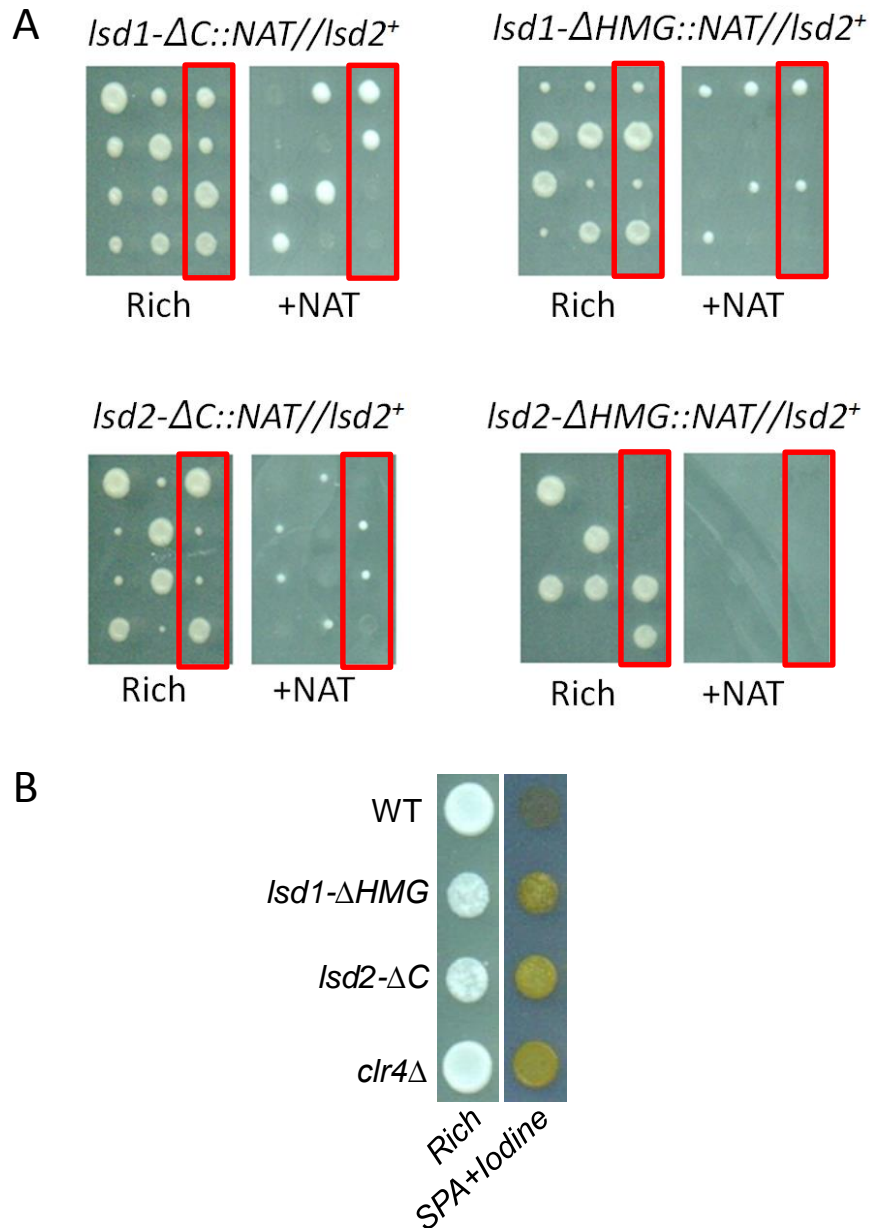 A
lsd1-ΔC::NAT//lsd2⁺
lsd1-ΔHMG::NAT//lsd2⁺
Rich
+NAT
Rich
+NAT
lsd2-ΔC::NAT//lsd2⁺
lsd2-ΔHMG::NAT//lsd2⁺
Rich
+NAT
Rich
+NAT
B
WT
lsd1-ΔHMG
lsd2-ΔC
clr4Δ
Rich
SPA+Iodine